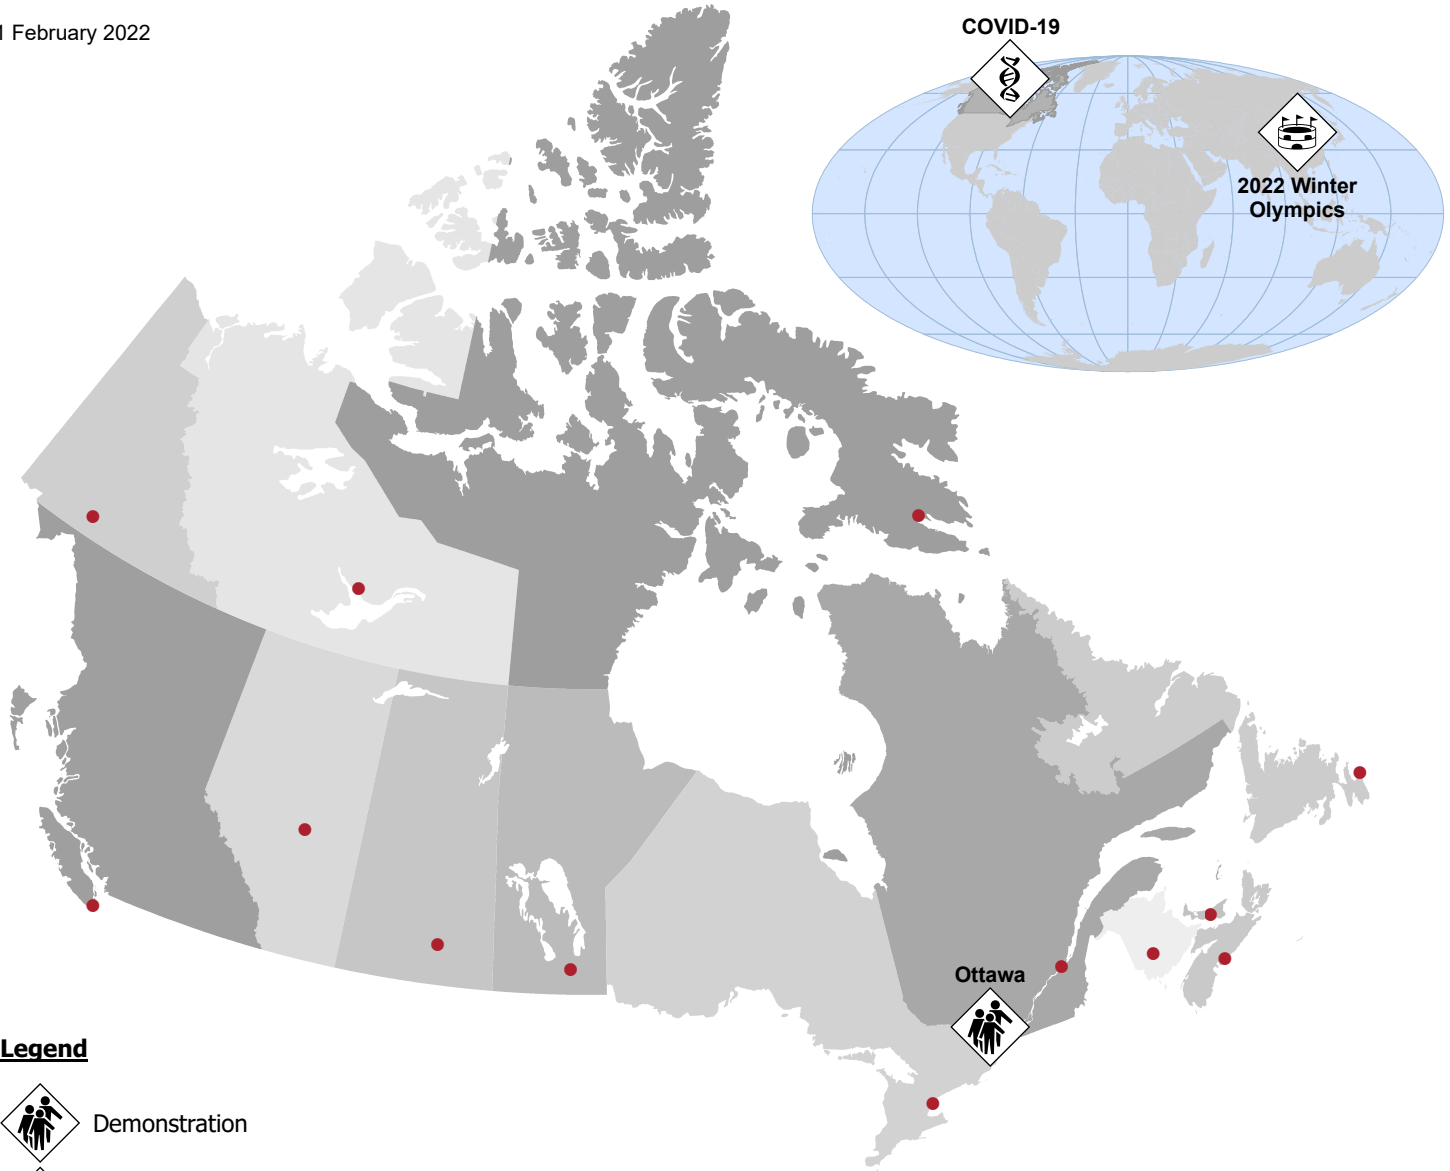 February 2022
COVID-19
2022 Winter
Olympics
Ottawa
Legend
Demonstration